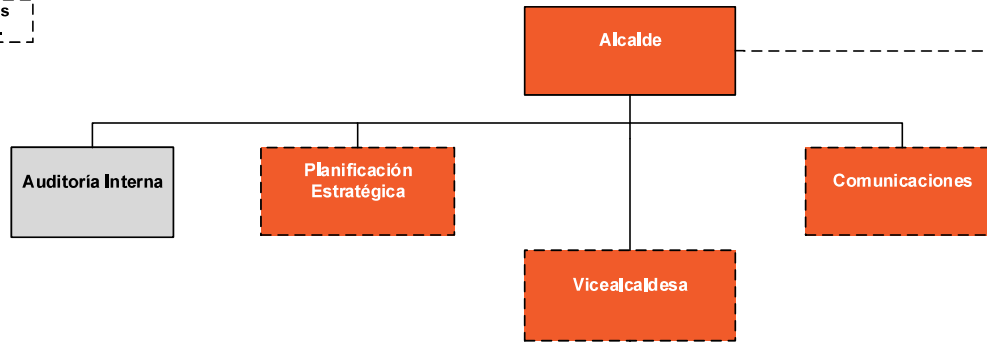 Alcalde
Auditoría Interna
Planificación
Estratégica
Comunicaciones
Vicealcaldesa